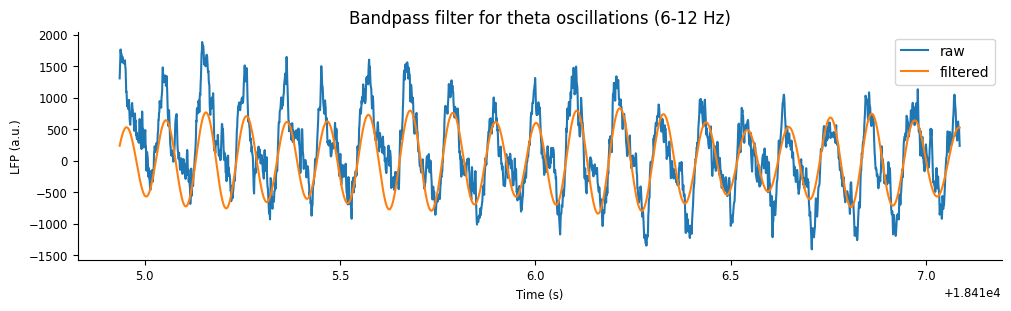 Bandpass filter for theta oscillations (6-12 Hz)
raw
filtered
LFP (a.u.)
2000
1500
1000
500
0
−500
−1000
−1500
5.0 5.5 6.0 6.5 7.0
Time (s)
+1.841e4